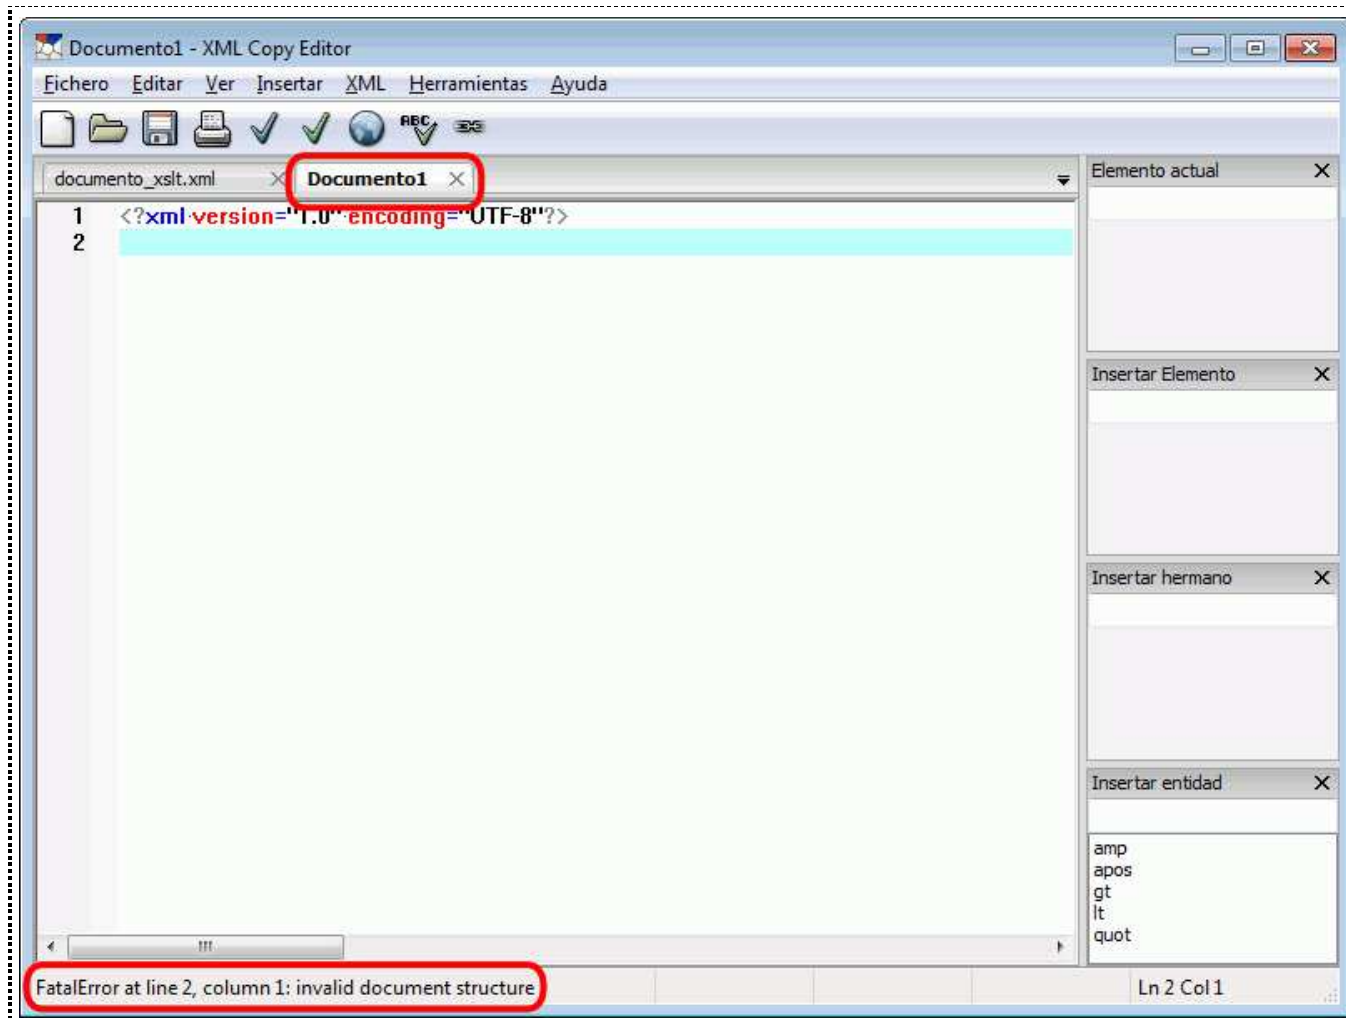 Documento1 - XML Copy Editor
Fichero Editar Ver Insertar XML Herramientas Ayuda
ABC
documento_xslt.xml Documento1
Elemento actual
1 <?xml version="1.0" encoding="UTF-8"?>
2
Insertar Elemento
Insertar hermano
Insertar entidad
amp
apos
gt
lt
quot
FatalError at line 2, column 1: invalid document structure
Ln 2 Col 1